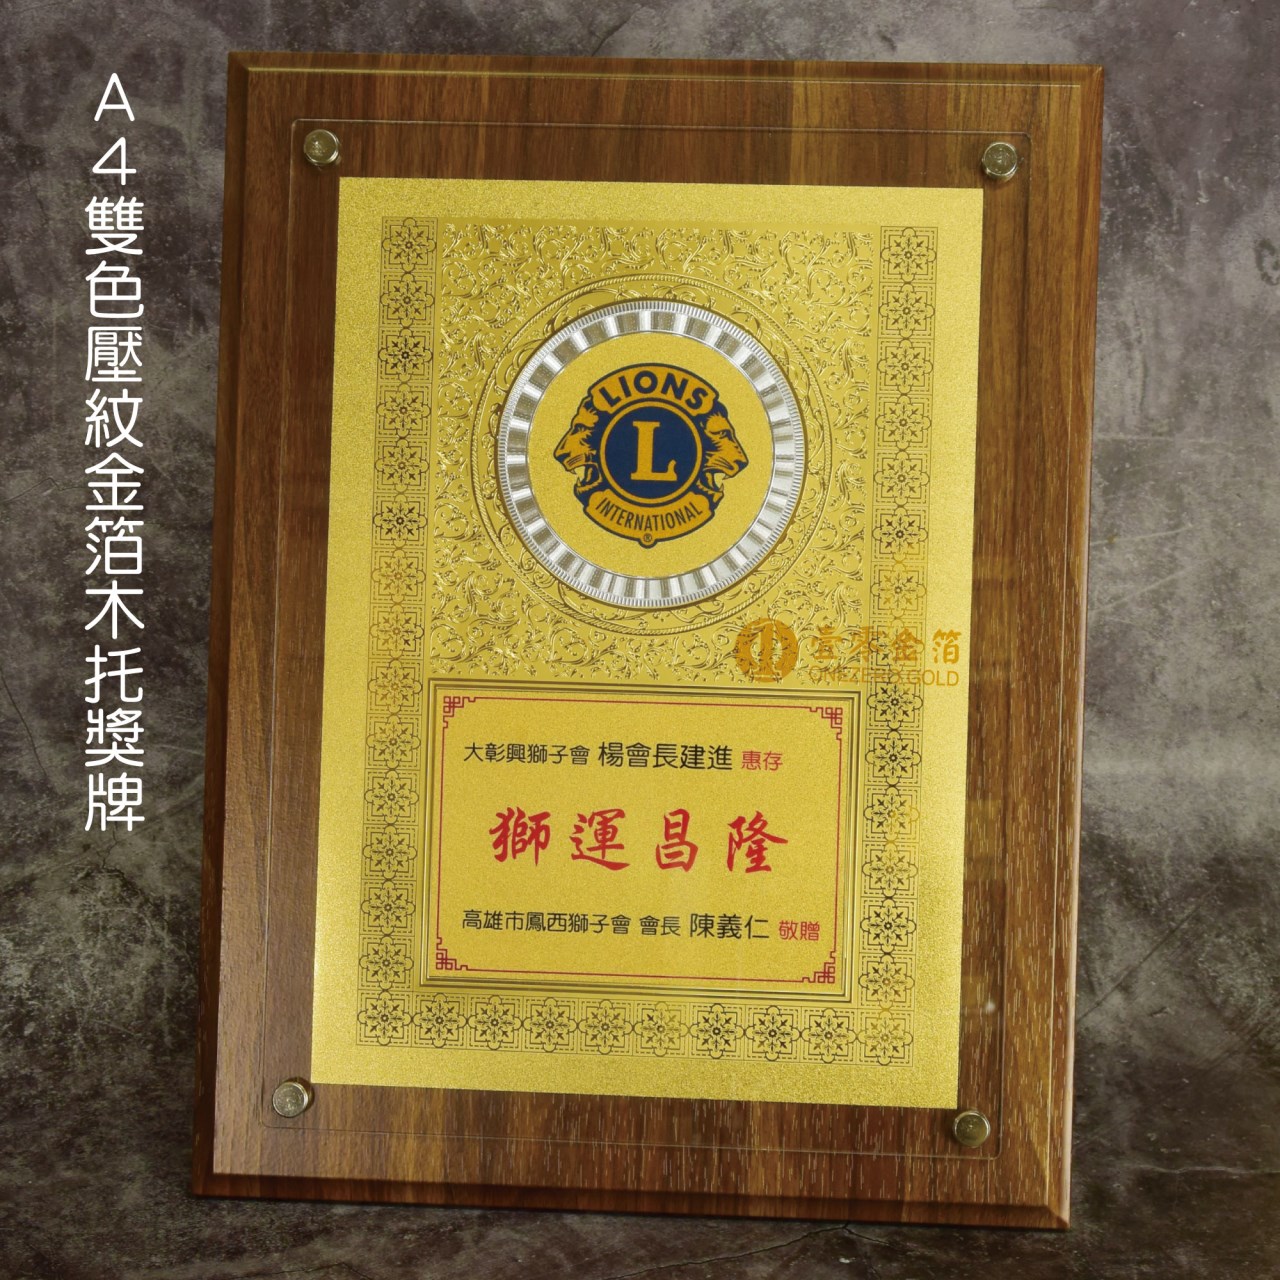 A4雙色壓紋金箔木托獎牌
LIONS
L
INTERNATIONAL
®
壹零金箔
ONEZERO GOLD
大彰興獅子會 楊會長建進 惠存
獅運昌隆
高雄市鳳西獅子會 會長 陳義仁 敬贈